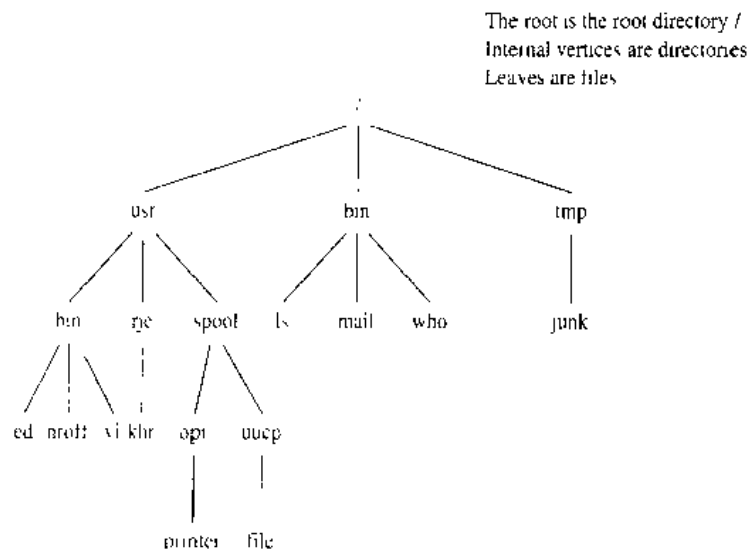 The root is the root directory /
Internal vertices are directories
Leaves are files
/
usr bin tmp
bin rje spool ls mail who junk
ed nroff vi khr opr uucp
printer file